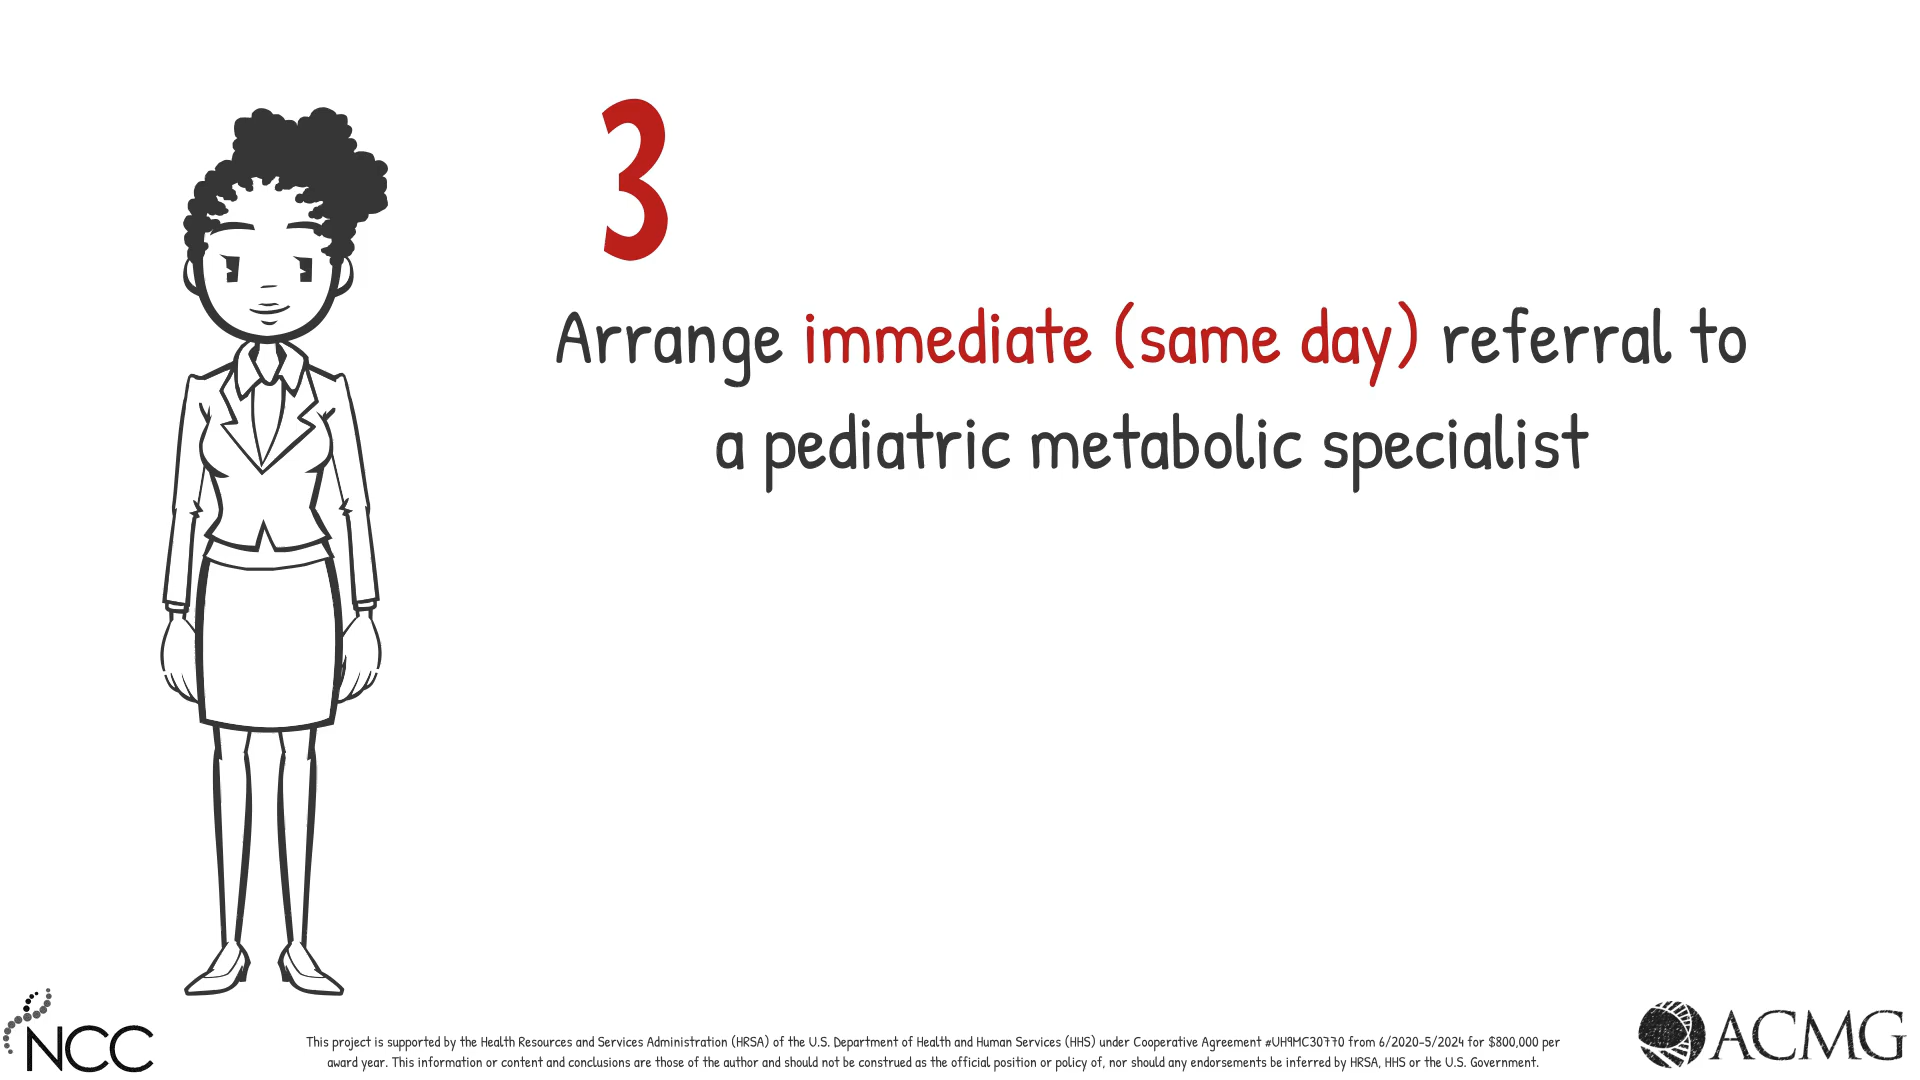 3
Arrange immediate (same day) referral to
a pediatric metabolic specialist
NCC
This project is supported by the Health Resources and Services Administration (HRSA) of the U.S. Department of Health and Human Services (HHS) under Cooperative Agreement #UH9MC30770 from 6/2020-5/2024 for $800,000 per
award year. This information or content and conclusions are those of the author and should not be construed as the official position or policy of, nor should any endorsements be inferred by HRSA, HHS or the U.S. Government.
ACMG